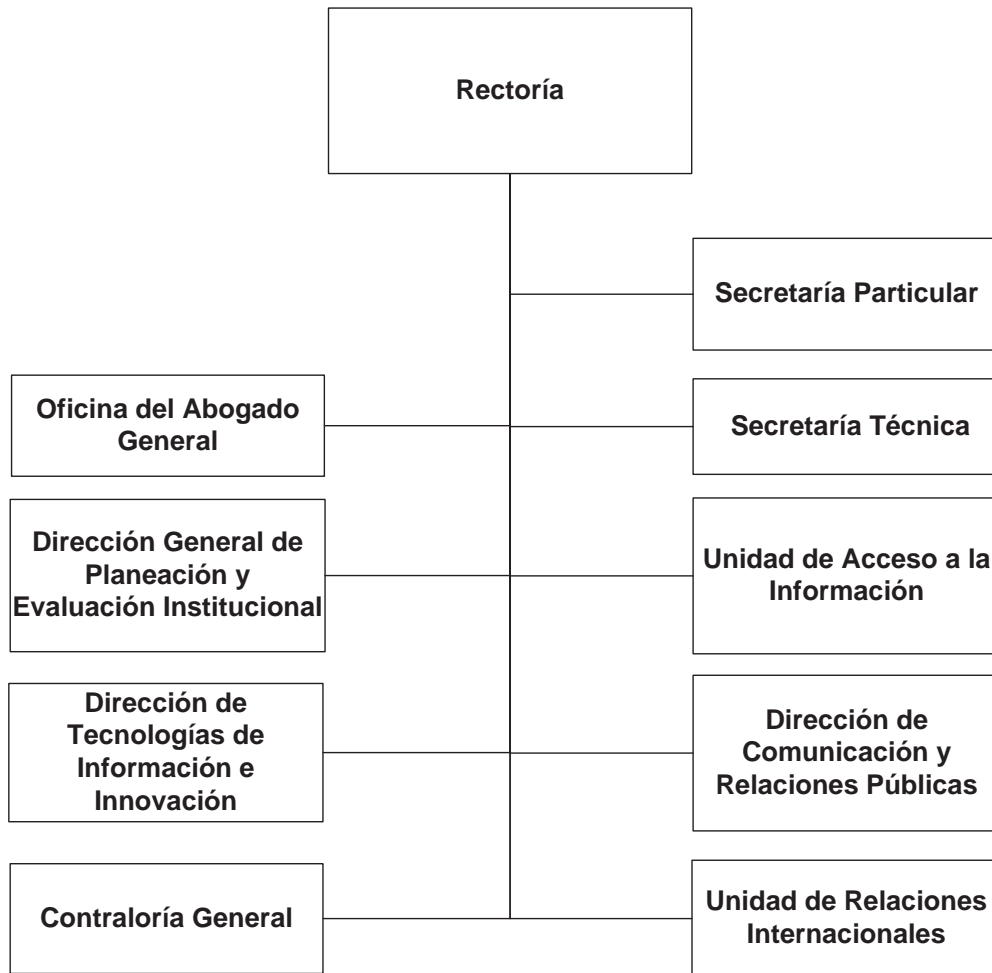 Rectoría
Secretaría Particular
Oficina del Abogado
General
Secretaría Técnica
Dirección General de
Planeación y
Evaluación Institucional
Unidad de Acceso a la
Información
Dirección de
Tecnologías de
Información e
Innovación
Dirección de
Comunicación y
Relaciones Públicas
Contraloría General
Unidad de Relaciones
Internacionales